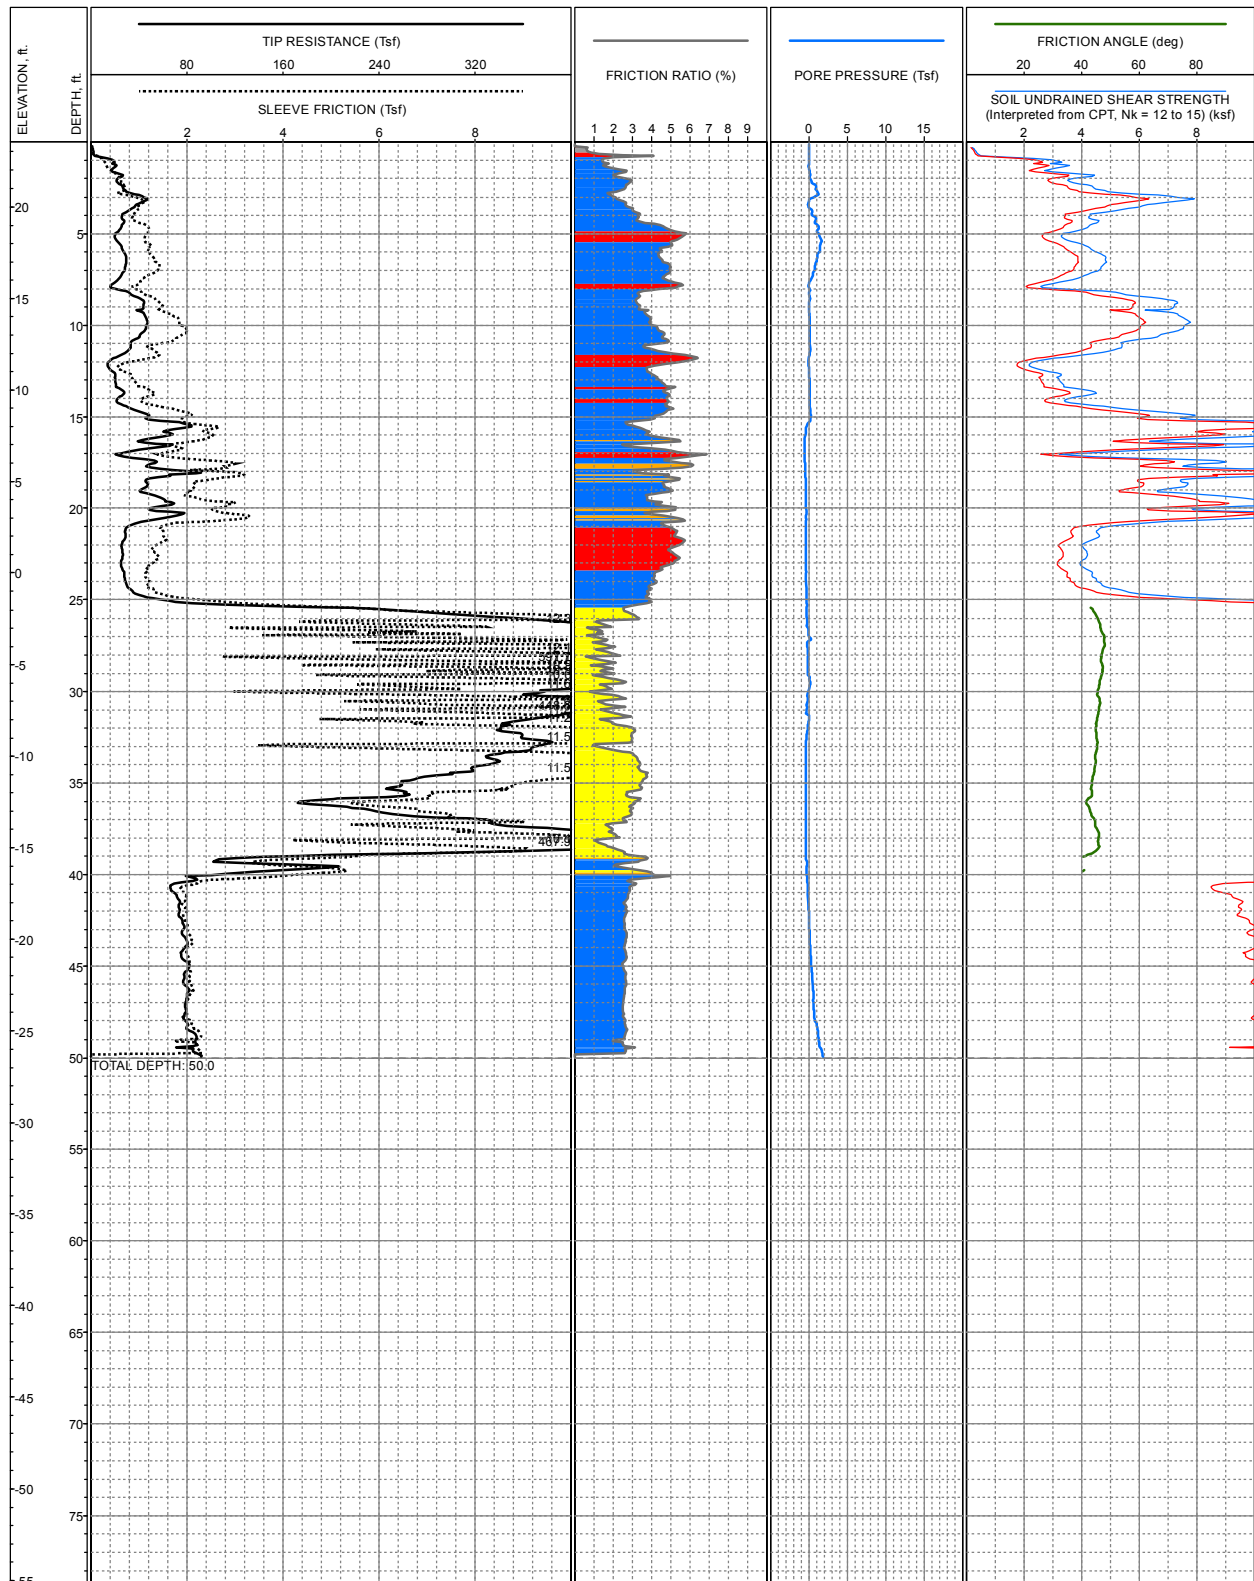 ELEVATION, ft.
DEPTH, ft.
TIP RESISTANCE (Tsf)
80 160 240 320
SLEEVE FRICTION (Tsf)
2 4 6 8
FRICTION RATIO (%)
1 2 3 4 5 6 7 8 9
PORE PRESSURE (Tsf)
0 5 10 15
FRICTION ANGLE (deg)
20 40 60 80
SOIL UNDRAINED SHEAR STRENGTH
(Interpreted from CPT, Nk = 12 to 15) (ksf)
2 4 6 8
20
5
15
10
10
15
5
20
0
25
-5
30
-10
11.5
11.5
35
-15
40
-20
45
-25
50
TOTAL DEPTH: 50.0
-30
55
-35
60
-40
65
-45
70
-50
75
-55